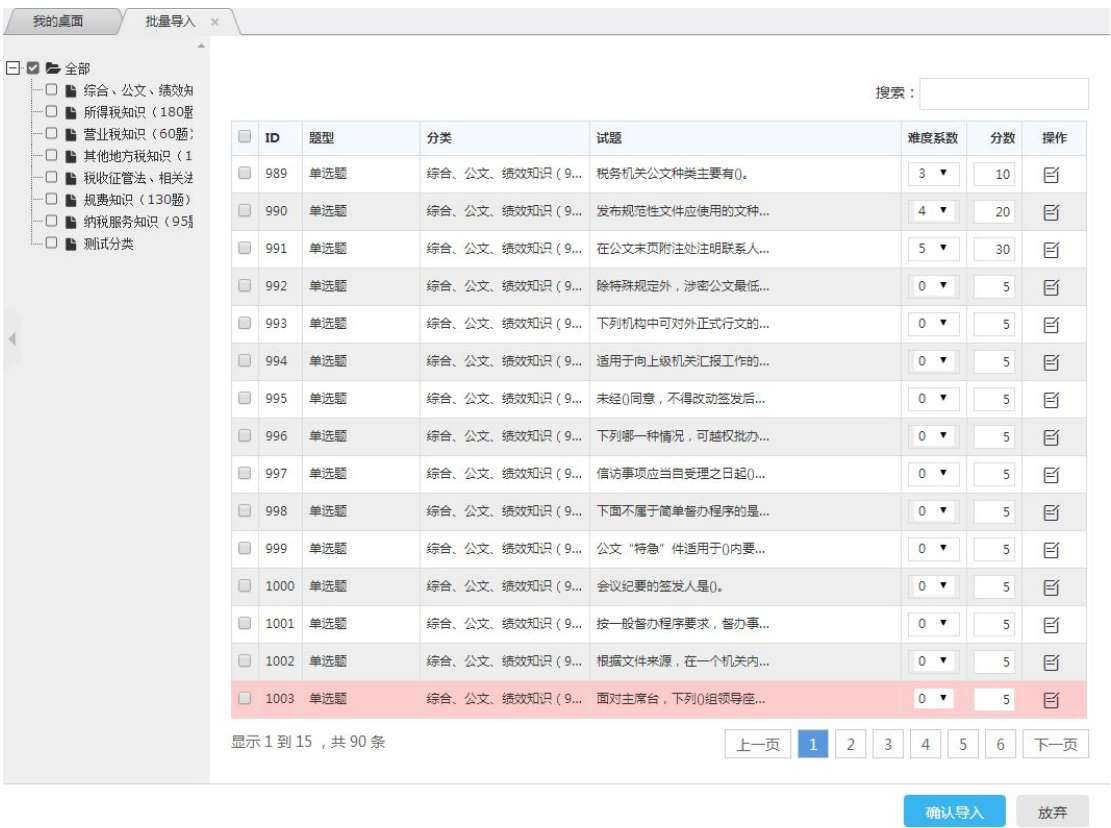 我的桌面 批量导入 ×
全部
综合、公文、绩效知
所得税知识（180题
营业税知识（60题）
其他地方税知识（1
税收征管法、相关法
规费知识（130题）
纳税服务知识（95题
测试分类
搜索：
ID 题型 分类 试题 难度系数 分数 操作
989 单选题 综合、公文、绩效知识（9... 税务机关公文种类主要有()。 3 10
990 单选题 综合、公文、绩效知识（9... 发布规范性文件应使用的文种... 4 20
991 单选题 综合、公文、绩效知识（9... 在公文末页附注处注明联系人... 5 30
992 单选题 综合、公文、绩效知识（9... 除特殊规定外，涉密公文最低... 0 5
993 单选题 综合、公文、绩效知识（9... 下列机构中可对外正式行文的... 0 5
994 单选题 综合、公文、绩效知识（9... 适用于向上级机关汇报工作的... 0 5
995 单选题 综合、公文、绩效知识（9... 未经()同意，不得改动签发后... 0 5
996 单选题 综合、公文、绩效知识（9... 下列哪一种情况，可越权批办... 0 5
997 单选题 综合、公文、绩效知识（9... 信访事项应当自受理之日起()... 0 5
998 单选题 综合、公文、绩效知识（9... 下面不属于简单督办程序的是... 0 5
999 单选题 综合、公文、绩效知识（9... 公文“特急”件适用于()内要... 0 5
1000 单选题 综合、公文、绩效知识（9... 会议纪要的签发人是()。 0 5
1001 单选题 综合、公文、绩效知识（9... 按一般督办程序要求，督办事... 0 5
1002 单选题 综合、公文、绩效知识（9... 根据文件来源，在一个机关内... 0 5
1003 单选题 综合、公文、绩效知识（9... 面对主席台，下列()组领导座... 0 5
显示 1 到 15 ，共 90 条 上一页 1 2 3 4 5 6 下一页
确认导入 放弃